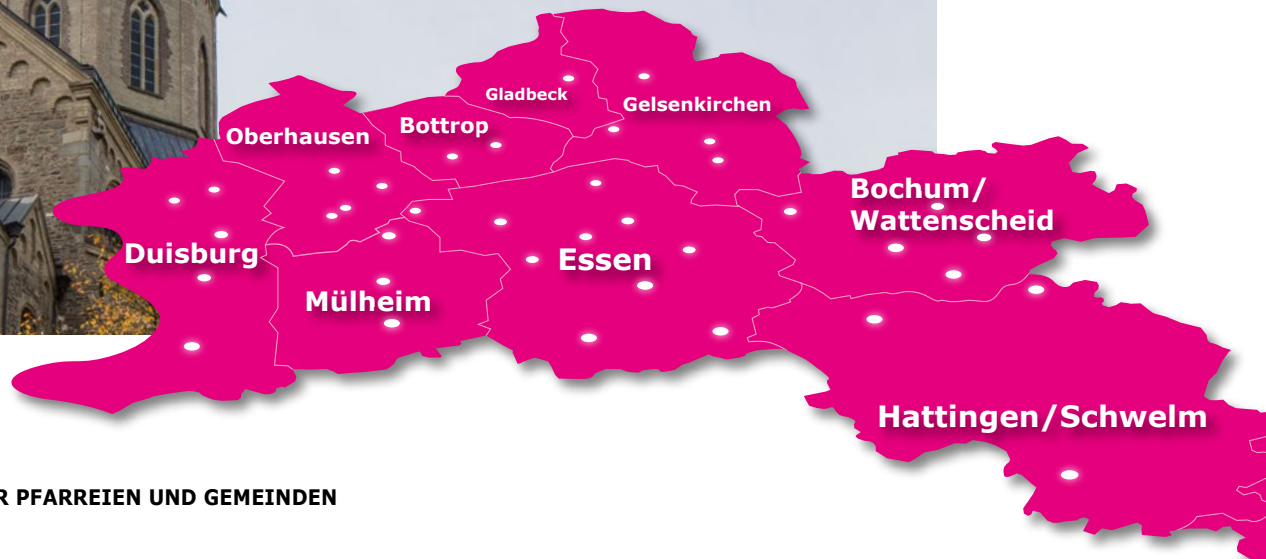 Gladbeck
Gelsenkirchen
Bottrop
Oberhausen
Bochum/
Wattenscheid
Duisburg
Essen
Mülheim
Hattingen/Schwelm
PFARREIEN UND GEMEINDEN